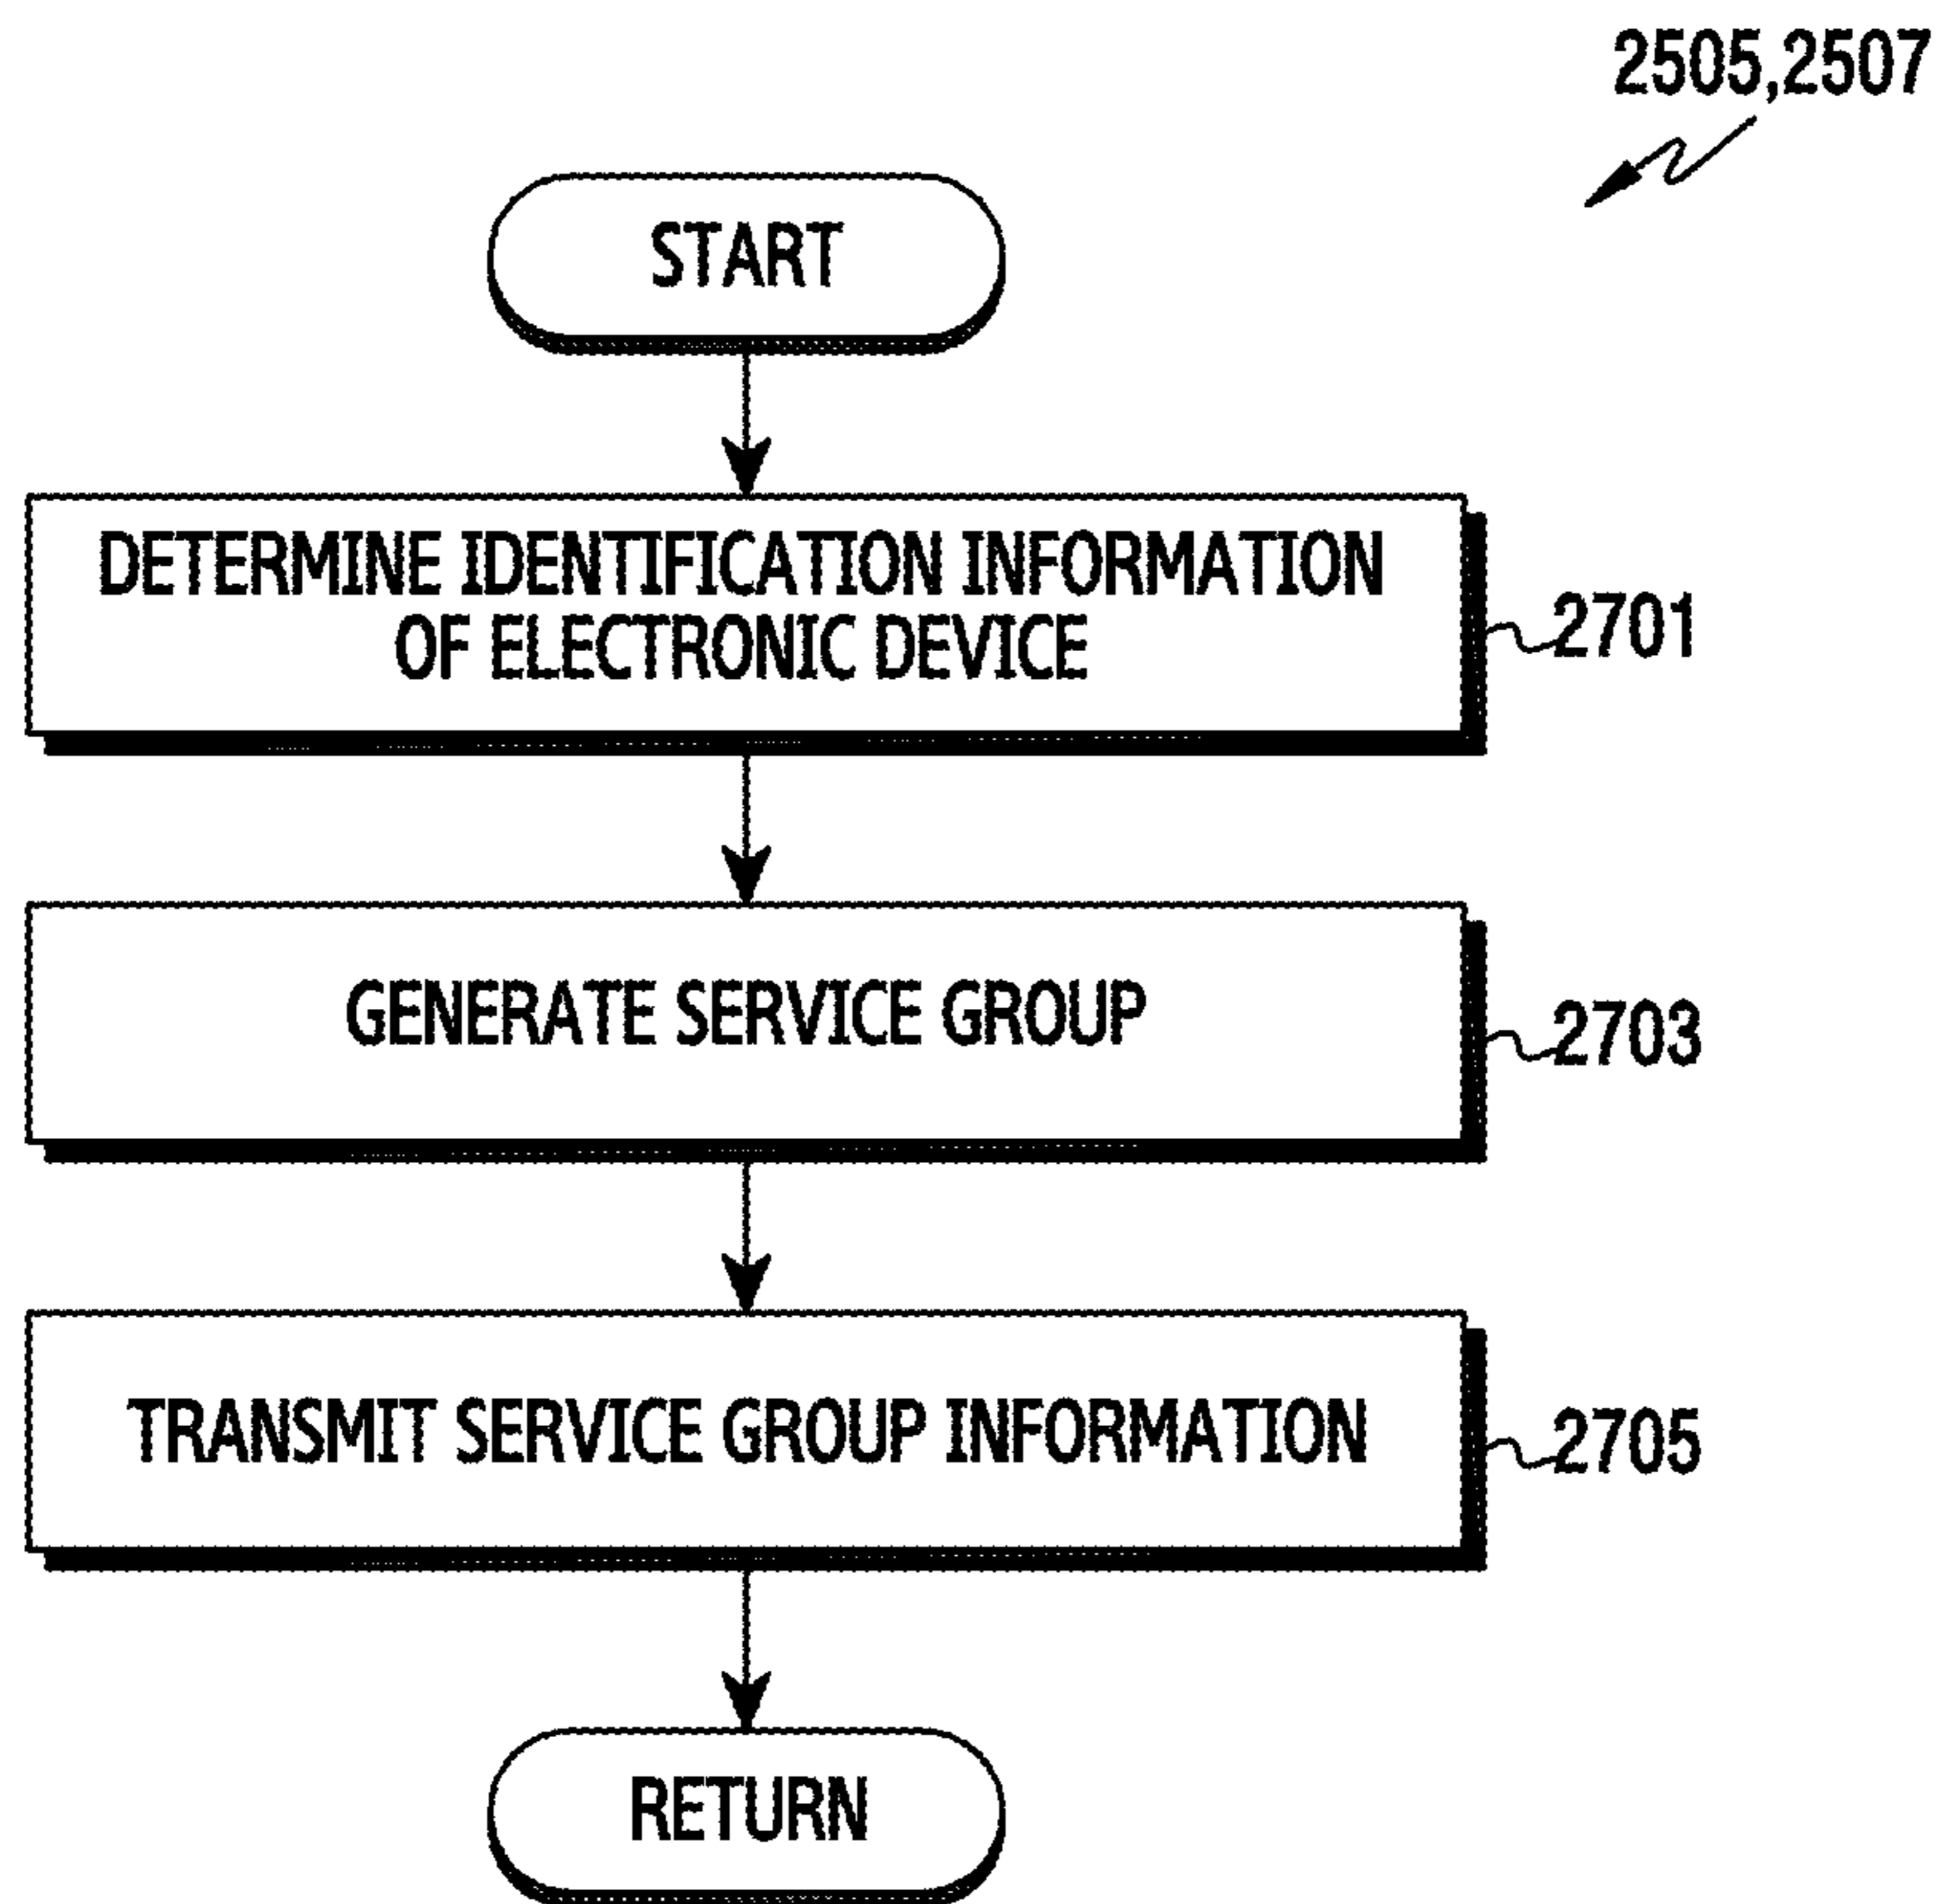 2505,2507
START
DETERMINE IDENTIFICATION INFORMATION
OF ELECTRONIC DEVICE
2701
GENERATE SERVICE GROUP
2703
TRANSMIT SERVICE GROUP INFORMATION
2705
RETURN